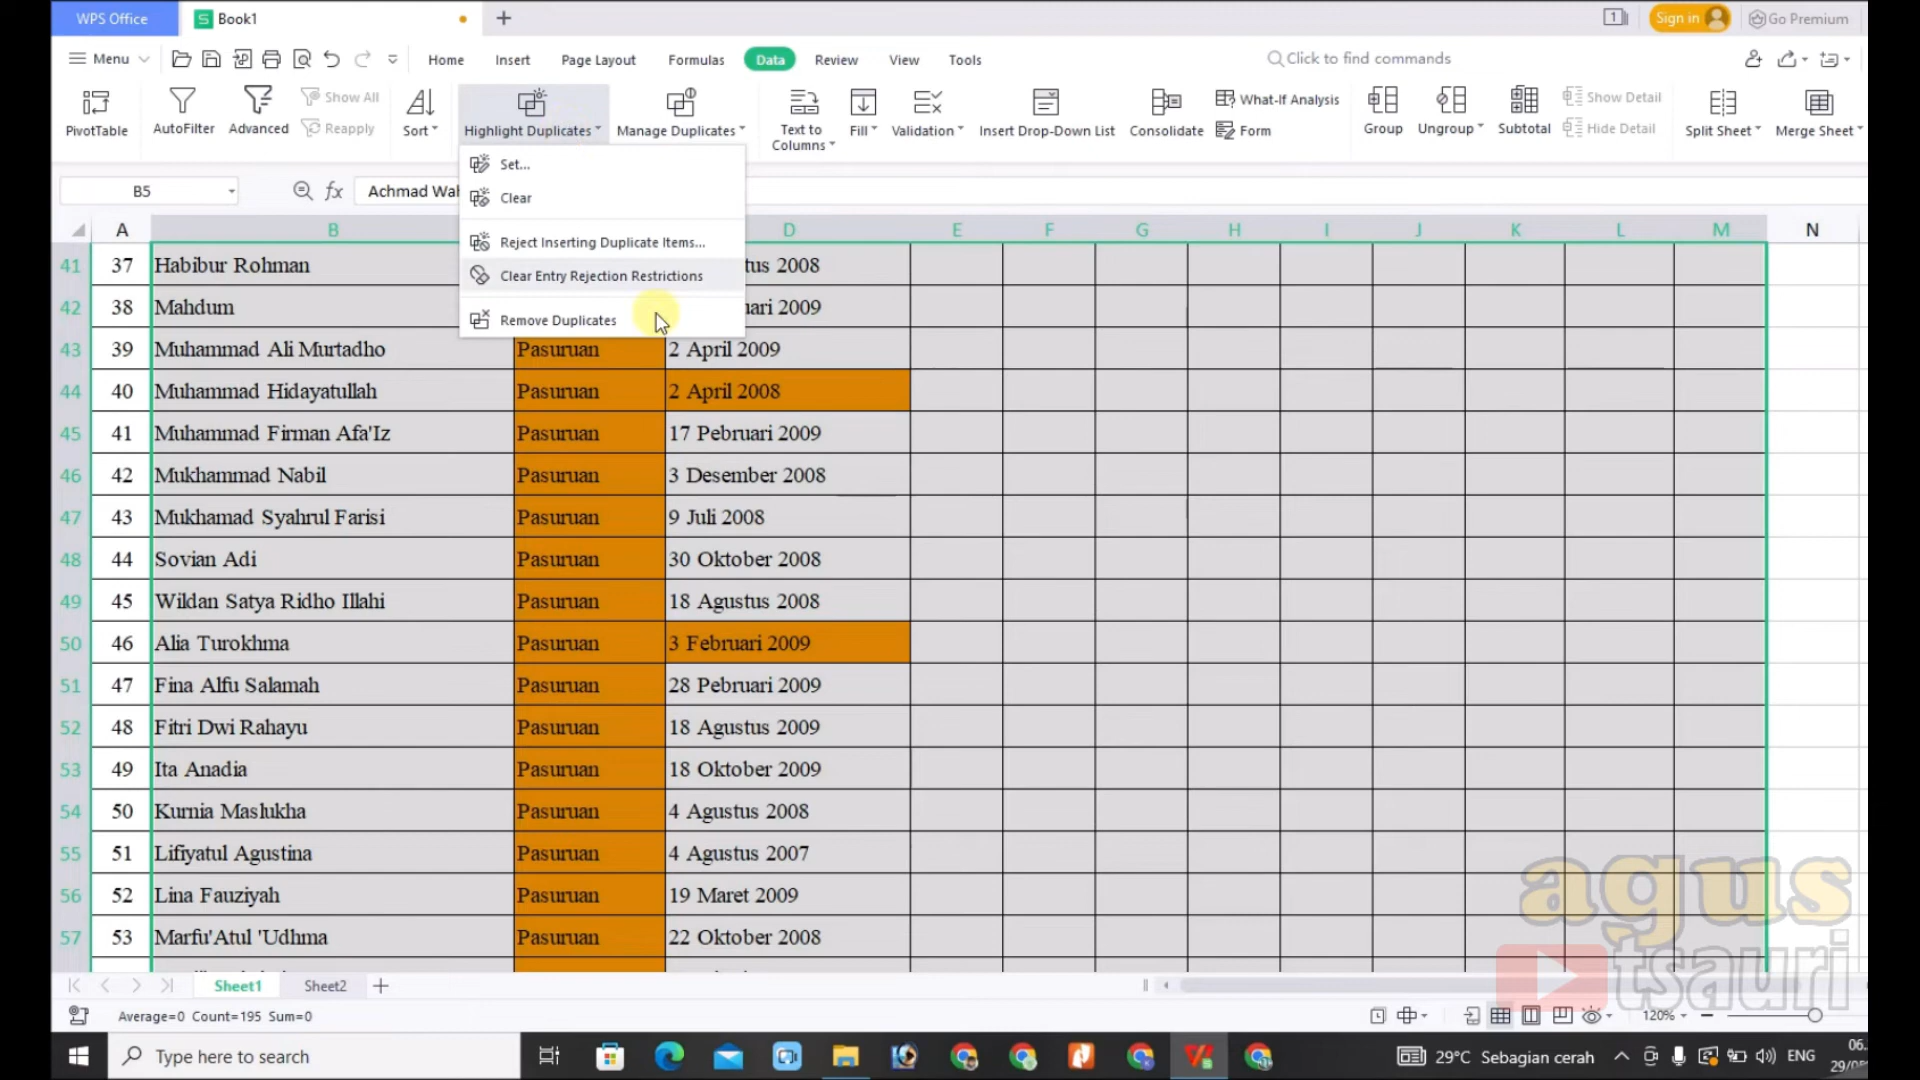 WPS Office
S Book1
Sign in
Go Premium
Menu
Home Insert Page Layout Formulas Data Review View Tools
Click to find commands
PivotTable
AutoFilter
Advanced
Show All
Reapply
Sort
Highlight Duplicates
Manage Duplicates
Text to Columns
Fill
Validation
Insert Drop-Down List
Consolidate
What-If Analysis
Form
Group
Ungroup
Subtotal
Show Detail
Hide Detail
Split Sheet
Merge Sheet
Set...
Clear
Reject Inserting Duplicate Items...
Clear Entry Rejection Restrictions
Remove Duplicates
B5
fx
A B D E F G H I J K L M N
41 37 Habibur Rohman 2008
42 38 Mahdum 2009
43 39 Muhammad Ali Murtadho Pasuruan 2 April 2009
44 40 Muhammad Hidayatullah Pasuruan 2 April 2008
45 41 Muhammad Firman Afa'Iz Pasuruan 17 Pebruari 2009
46 42 Mukhammad Nabil Pasuruan 3 Desember 2008
47 43 Mukhamad Syahrul Farisi Pasuruan 9 Juli 2008
48 44 Sovian Adi Pasuruan 30 Oktober 2008
49 45 Wildan Satya Ridho Illahi Pasuruan 18 Agustus 2008
50 46 Alia Turokhma Pasuruan 3 Februari 2009
51 47 Fina Alfu Salamah Pasuruan 28 Pebruari 2009
52 48 Fitri Dwi Rahayu Pasuruan 18 Agustus 2009
53 49 Ita Anadia Pasuruan 18 Oktober 2009
54 50 Kurnia Maslukha Pasuruan 4 Agustus 2008
55 51 Lifiyatul Agustina Pasuruan 4 Agustus 2007
56 52 Lina Fauziyah Pasuruan 19 Maret 2009
57 53 Marfu'Atul 'Udhma Pasuruan 22 Oktober 2008
agus
tsauri
Sheet1 Sheet2
Average=0 Count=195 Sum=0
120%
Type here to search
29°C Sebagian cerah
ENG